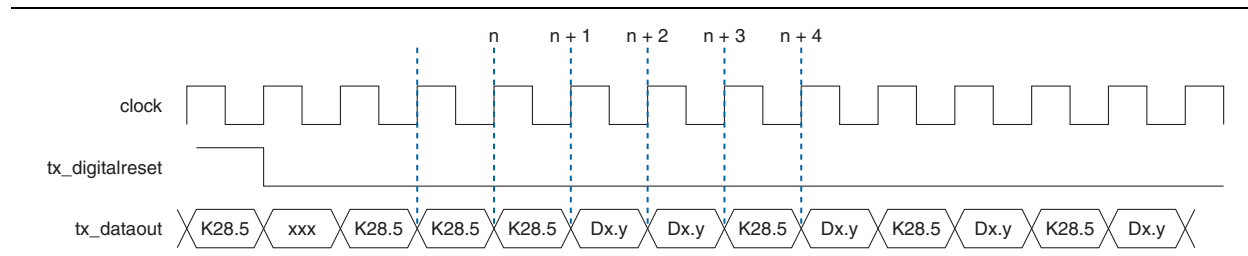 n n + 1 n + 2 n + 3 n + 4
clock
tx_digitalreset
tx_dataout K28.5 xxx K28.5 K28.5 K28.5 Dx.y Dx.y K28.5 Dx.y K28.5 Dx.y K28.5 Dx.y